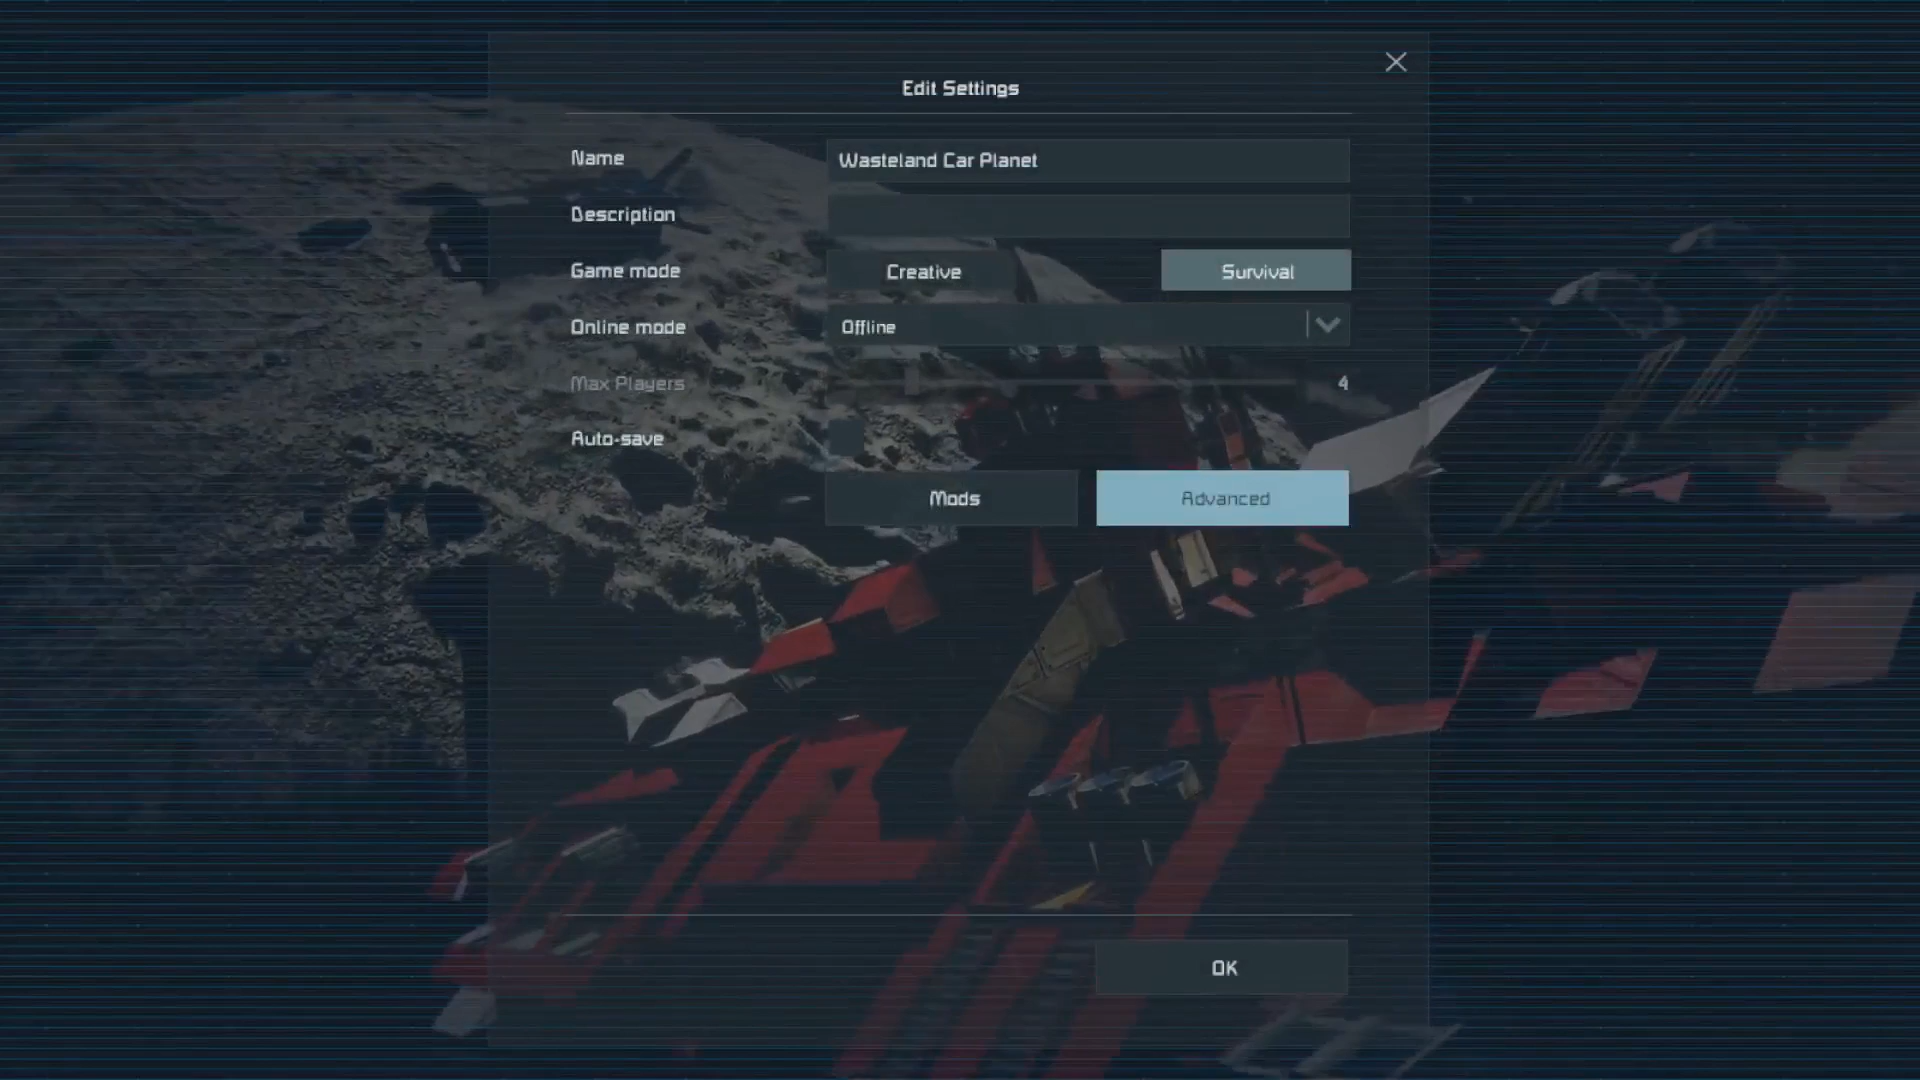 Edit Settings
Name
Wasteland Car Planet
Description
Game mode
Creative
Survival
Online mode
Offline
Max Players
4
Auto-save
Mods
Advanced
OK